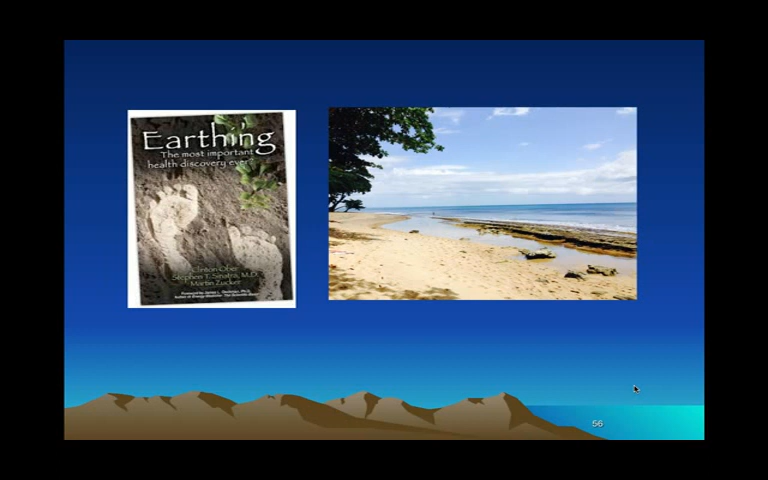 Earthing
The most important
health discovery ever?
Clinton Ober
Stephen T. Sinatra, M.D.
Martin Zucker
56